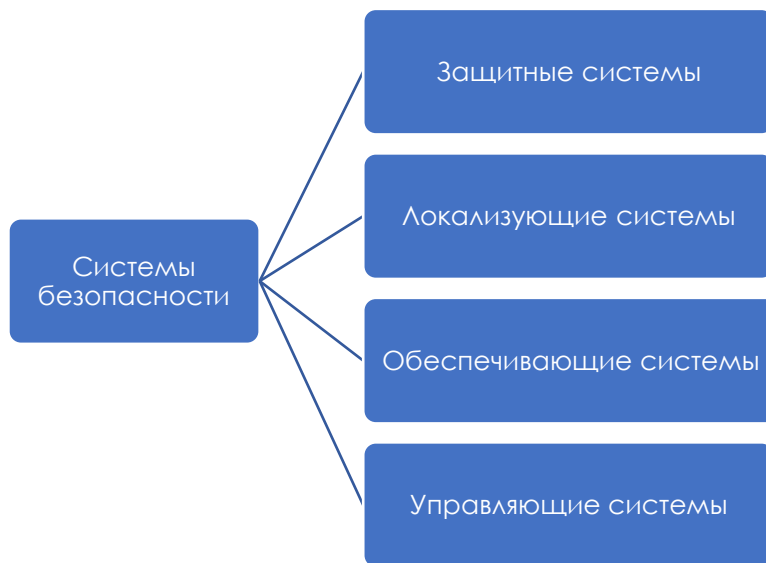 Защитные системы
Локализующие системы
Системы
безопасности
Обеспечивающие системы
Управляющие системы